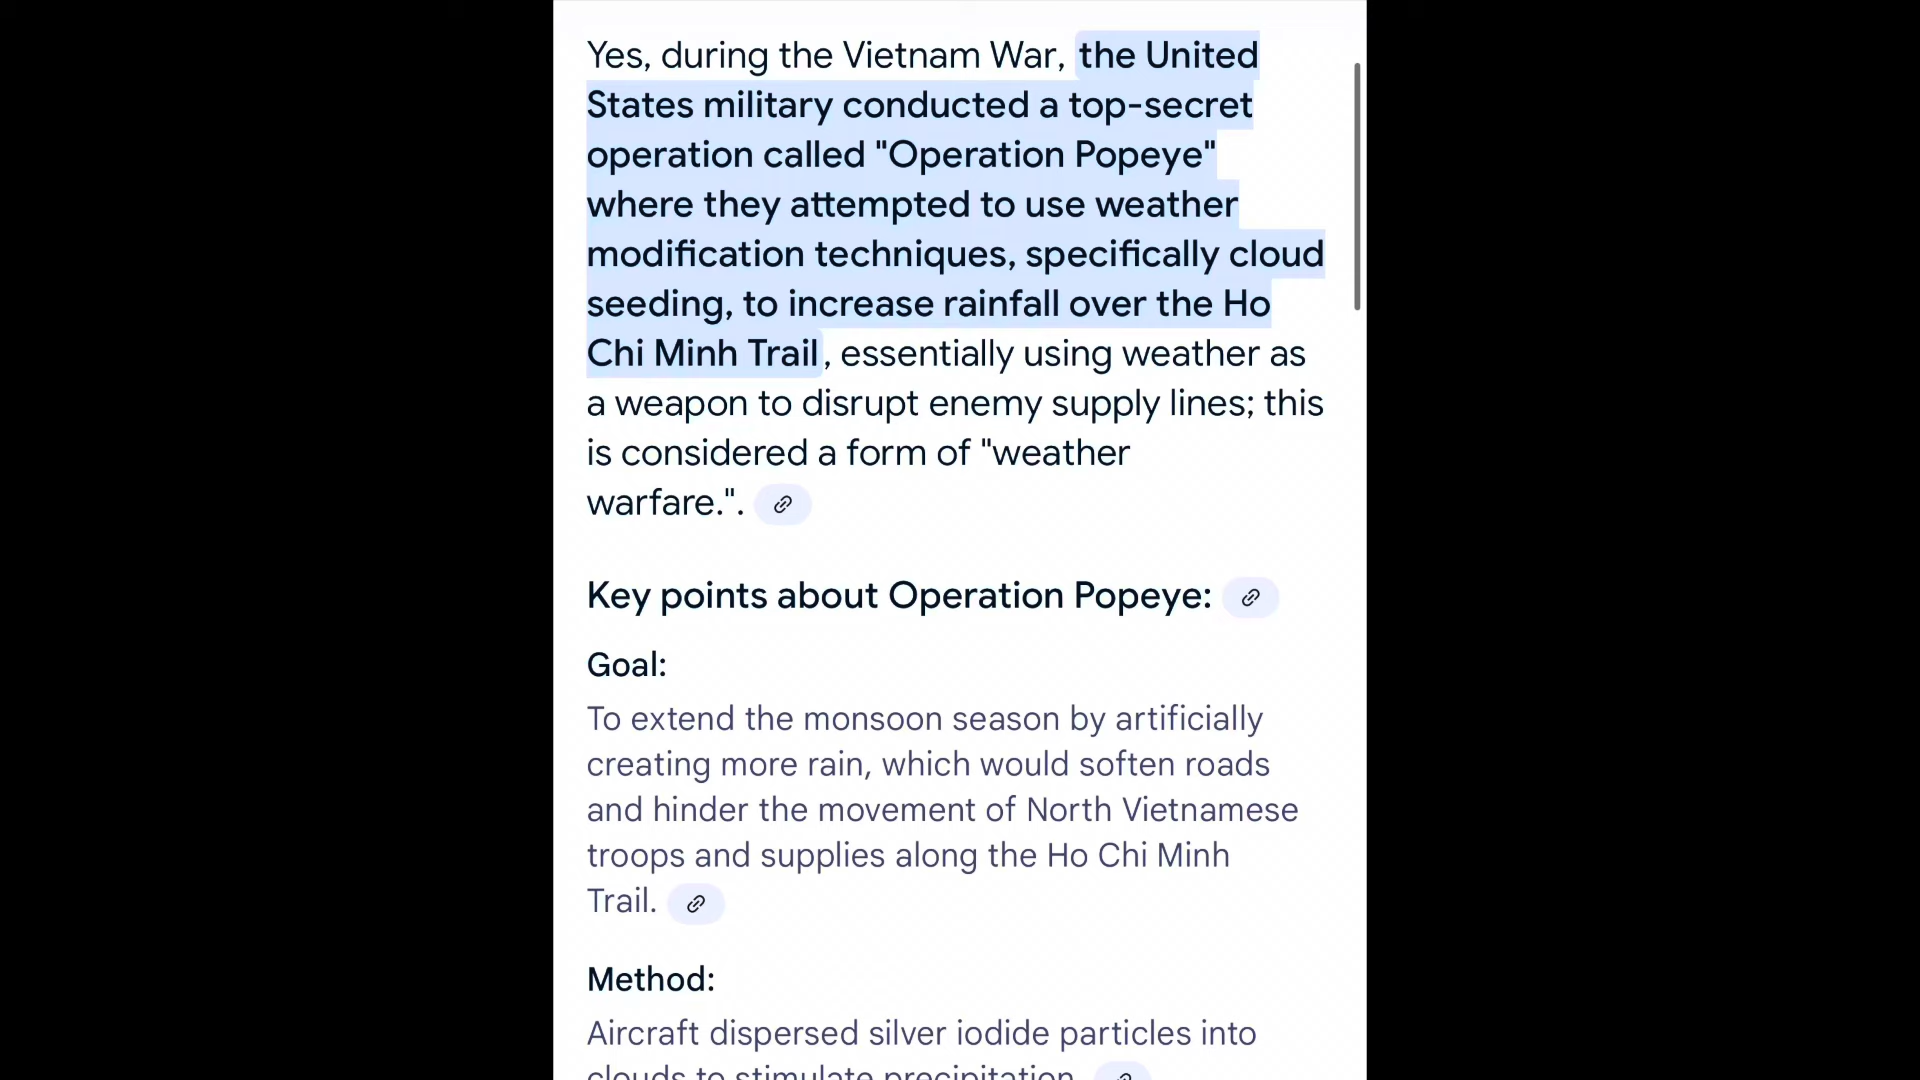 Yes, during the Vietnam War, the United
States military conducted a top-secret
operation called "Operation Popeye"
where they attempted to use weather
modification techniques, specifically cloud
seeding, to increase rainfall over the Ho
Chi Minh Trail, essentially using weather as
a weapon to disrupt enemy supply lines; this
is considered a form of "weather
warfare.".
Key points about Operation Popeye:
Goal:
To extend the monsoon season by artificially
creating more rain, which would soften roads
and hinder the movement of North Vietnamese
troops and supplies along the Ho Chi Minh
Trail.
Method:
Aircraft dispersed silver iodide particles into
clouds to stimulate precipitation.